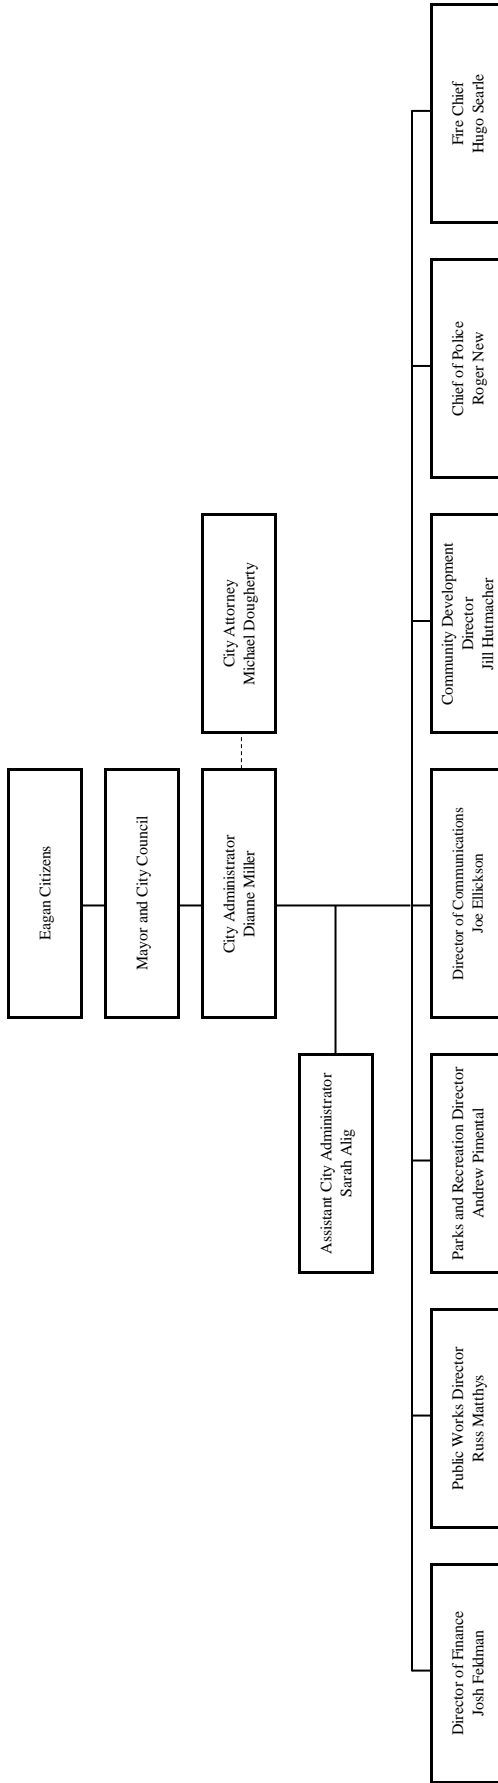 Eagan Citizens
Mayor and City Council
City Administrator
Dianne Miller
City Attorney
Michael Dougherty
Assistant City Administrator
Sarah Alig
Director of Finance
Josh Feldman
Public Works Director
Russ Matthys
Parks and Recreation Director
Andrew Pimental
Director of Communications
Joe Ellickson
Community Development
Director
Jill Hutmacher
Chief of Police
Roger New
Fire Chief
Hugo Searle